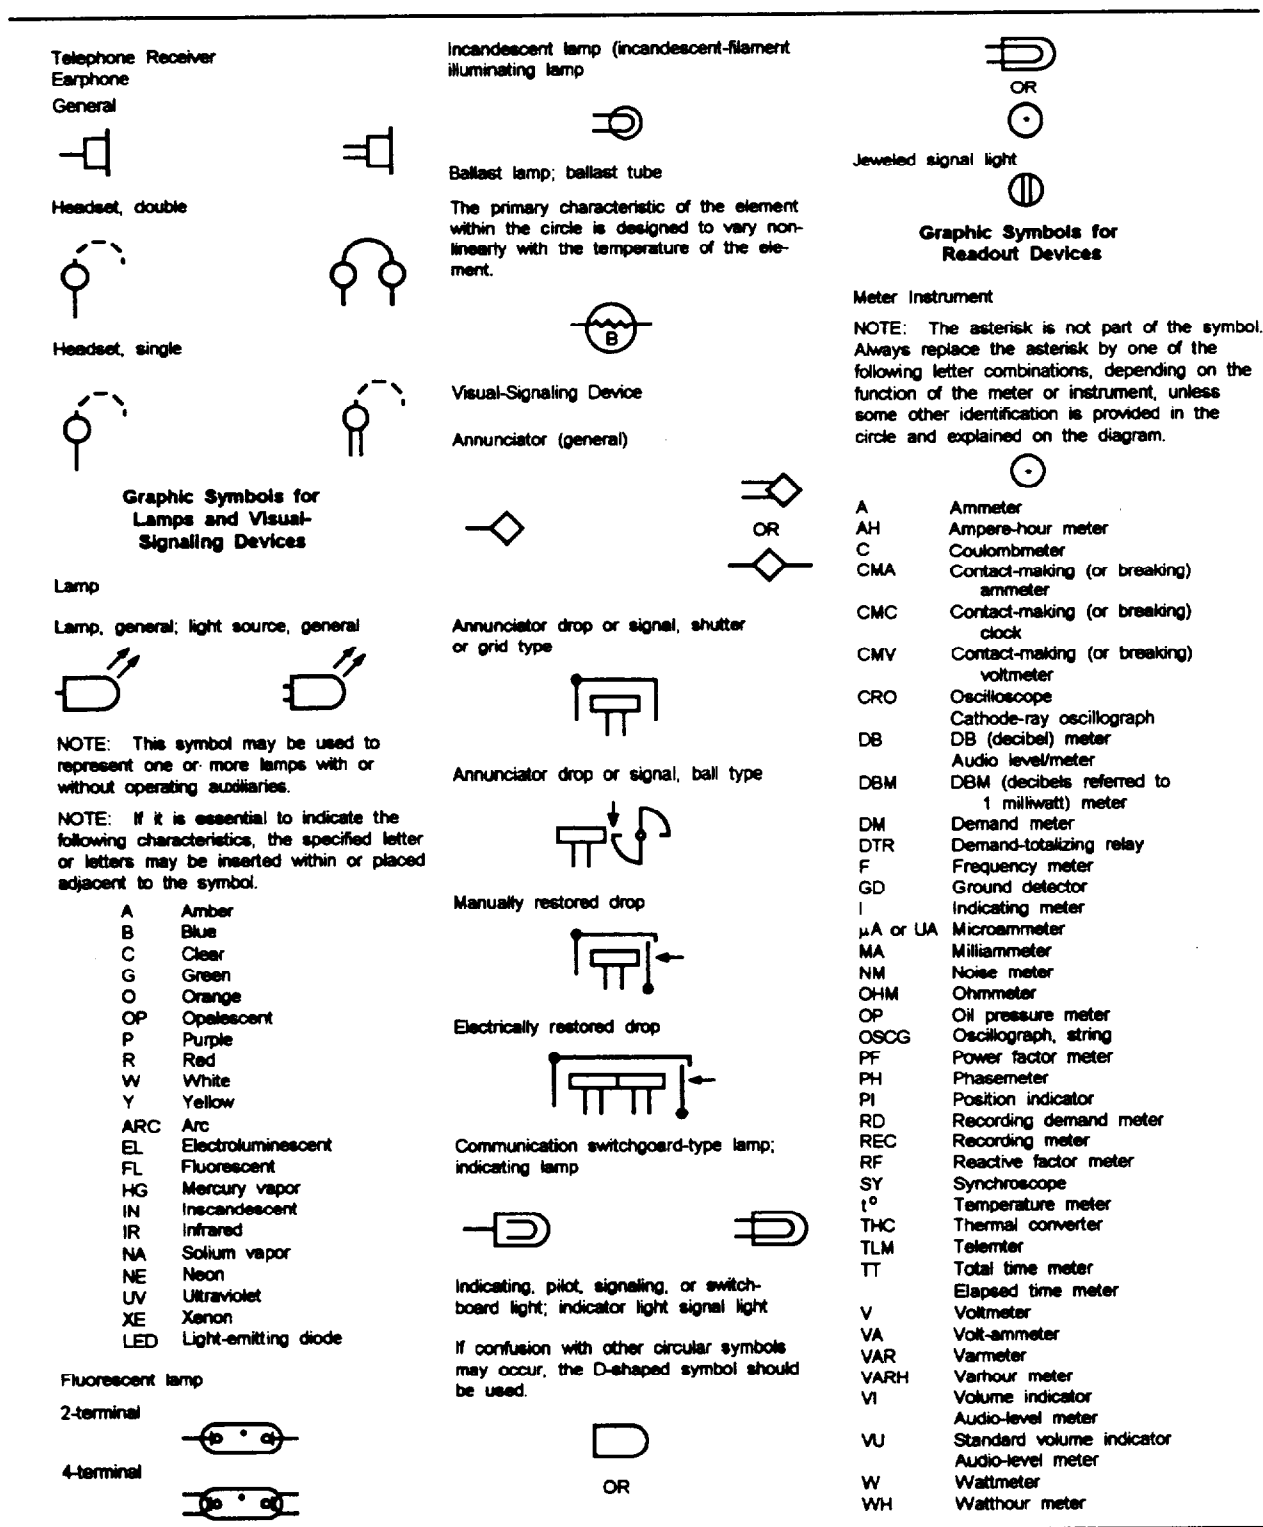 Telephone Receiver
Earphone
General
Headset, double
Headset, single
Graphic Symbols for
Lamps and Visual-
Signaling Devices
Lamp
Lamp, general; light source, general
NOTE: This symbol may be used to
represent one or more lamps with or
without operating auxiliaries.
NOTE: If it is essential to indicate the
following characteristics, the specified letter
or letters may be inserted within or placed
adjacent to the symbol.
A Amber
B Blue
C Clear
G Green
O Orange
OP Opalescent
P Purple
R Red
W White
Y Yellow
ARC Arc
EL Electroluminescent
FL Fluorescent
HG Mercury vapor
IN Inscandescent
IR Infrared
NA Solium vapor
NE Neon
UV Ultraviolet
XE Xenon
LED Light-emitting diode
Fluorescent lamp
2-terminal
4-terminal
Incandescent lamp (incandescent-filament
illuminating lamp
Ballast lamp; ballast tube
The primary characteristic of the element
within the circle is designed to vary non-
linearly with the temperature of the ele-
ment.
B
Visual-Signaling Device
Annunciator (general)
OR
Annunciator drop or signal, shutter
or grid type
Annunciator drop or signal, ball type
Manually restored drop
Electrically restored drop
Communication switchgoard-type lamp;
indicating lamp
Indicating, pilot, signaling, or switch-
board light; indicator light signal light
If confusion with other circular symbols
may occur, the D-shaped symbol should
be used.
OR
OR
Jeweled signal light
Graphic Symbols for
Readout Devices
Meter Instrument
NOTE: The asterisk is not part of the symbol.
Always replace the asterisk by one of the
following letter combinations, depending on the
function of the meter or instrument, unless
some other identification is provided in the
circle and explained on the diagram.
A Ammeter
AH Ampere-hour meter
C Coulombmeter
CMA Contact-making (or breaking)
ammeter
CMC Contact-making (or breaking)
clock
CMV Contact-making (or breaking)
voltmeter
CRO Oscilloscope
Cathode-ray oscillograph
DB DB (decibel) meter
Audio level/meter
DBM DBM (decibels referred to
1 milliwatt) meter
DM Demand meter
DTR Demand-totalizing relay
F Frequency meter
GD Ground detector
I Indicating meter
μA or UA Microammeter
MA Milliammeter
NM Noise meter
OHM Ohmmeter
OP Oil pressure meter
OSCG Oscillograph, string
PF Power factor meter
PH Phasemeter
PI Position indicator
RD Recording demand meter
REC Recording meter
RF Reactive factor meter
SY Synchroscope
t° Temperature meter
THC Thermal converter
TLM Telemter
TT Total time meter
Elapsed time meter
V Voltmeter
VA Volt-ammeter
VAR Varmeter
VARH Varhour meter
VI Volume indicator
Audio-level meter
VU Standard volume indicator
Audio-level meter
W Wattmeter
WH Watthour meter